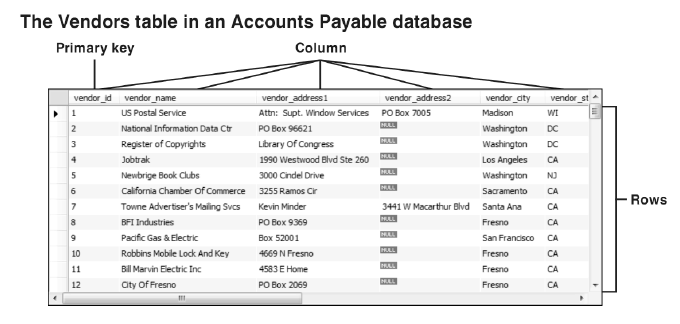 The Vendors table in an Accounts Payable database
Primary key Column
vendor_id vendor_name vendor_address1 vendor_address2 vendor_city vendor_st
1 US Postal Service Attn: Supt. Window Services PO Box 7005 Madison WI
2 National Information Data Ctr PO Box 96621 NULL Washington DC
3 Register of Copyrights Library Of Congress NULL Washington DC
4 Jobtrak 1990 Westwood Blvd Ste 260 NULL Los Angeles CA
5 Newbrige Book Clubs 3000 Cindel Drive NULL Washington NJ
6 California Chamber Of Commerce 3255 Ramos Cir NULL Sacramento CA
7 Towne Advertiser's Mailing Svcs Kevin Minder 3441 W Macarthur Blvd Santa Ana CA
8 BFI Industries PO Box 9369 NULL Fresno CA
9 Pacific Gas & Electric Box 52001 NULL San Francisco CA
10 Robbins Mobile Lock And Key 4669 N Fresno NULL Fresno CA
11 Bill Marvin Electric Inc 4583 E Home NULL Fresno CA
12 City Of Fresno PO Box 2069 NULL Fresno CA
Rows